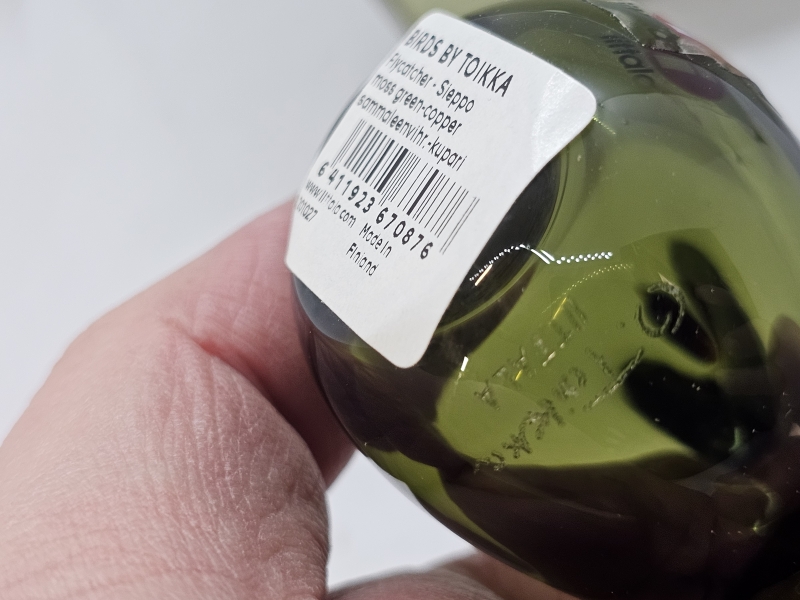 BIRDS BY TOIKKA
Flycatcher - Sieppo
moss green-copper
sammaleenvihr.-kupari
6 411923 670876
www.iittala.com Made in
Finland
iittala
O. Toikka
IITTALA